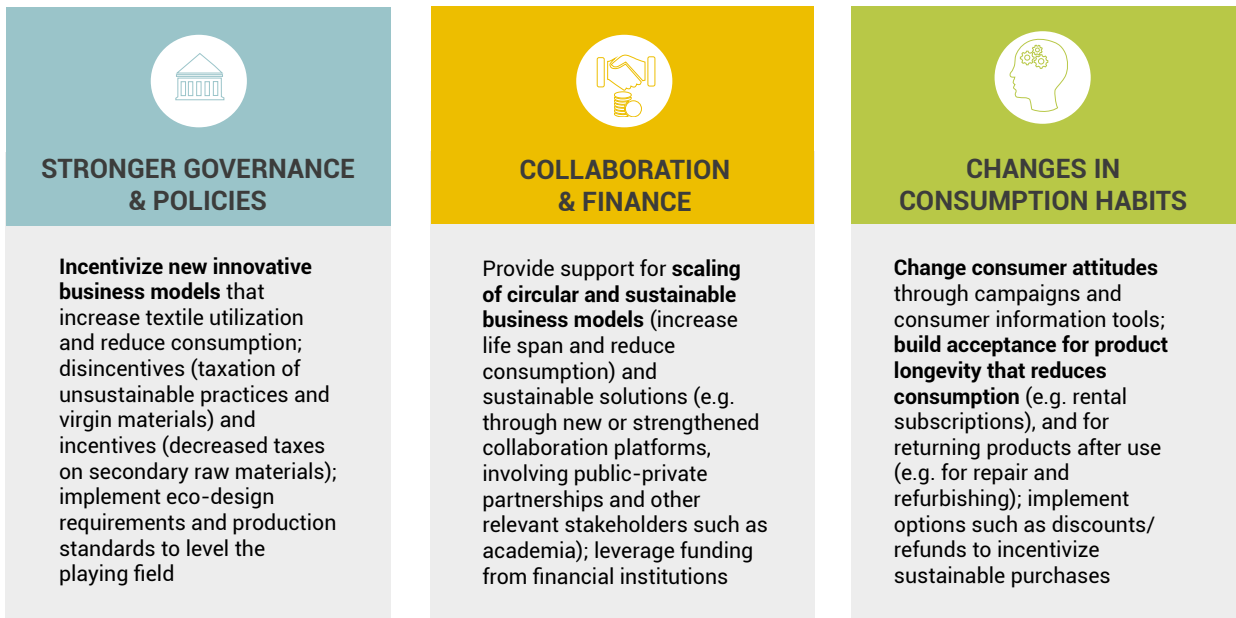 STRONGER GOVERNANCE
& POLICIES
Incentivize new innovative
business models that
increase textile utilization
and reduce consumption;
disincentives (taxation of
unsustainable practices and
virgin materials) and
incentives (decreased taxes
on secondary raw materials);
implement eco-design
requirements and production
standards to level the
playing field
COLLABORATION
& FINANCE
Provide support for scaling
of circular and sustainable
business models (increase
life span and reduce
consumption) and
sustainable solutions (e.g.
through new or strengthened
collaboration platforms,
involving public-private
partnerships and other
relevant stakeholders such as
academia); leverage funding
from financial institutions
CHANGES IN
CONSUMPTION HABITS
Change consumer attitudes
through campaigns and
consumer information tools;
build acceptance for product
longevity that reduces
consumption (e.g. rental
subscriptions), and for
returning products after use
(e.g. for repair and
refurbishing); implement
options such as discounts/
refunds to incentivize
sustainable purchases